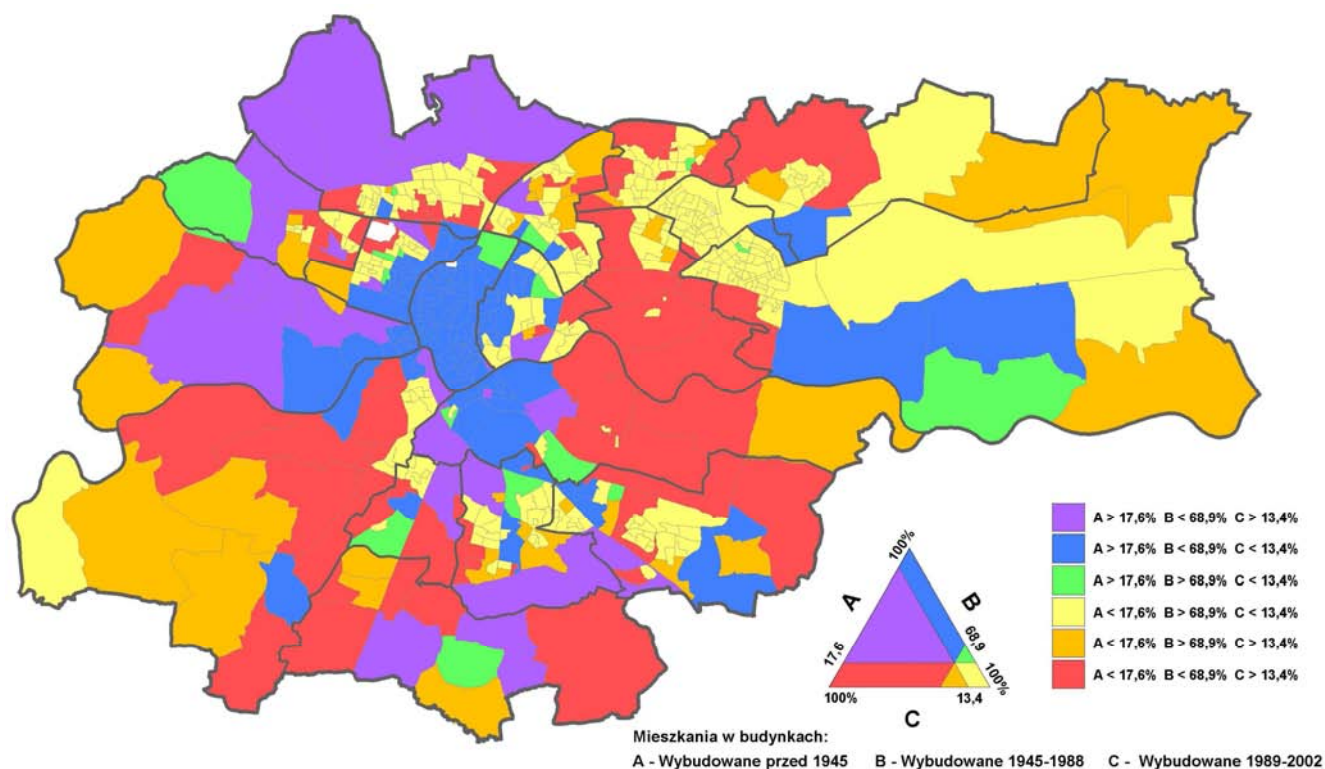 A > 17,6% B < 68,9% C > 13,4%
A > 17,6% B < 68,9% C < 13,4%
A > 17,6% B > 68,9% C < 13,4%
A < 17,6% B > 68,9% C < 13,4%
A < 17,6% B > 68,9% C > 13,4%
A < 17,6% B < 68,9% C > 13,4%
100%
A
B
17,6
68,9
100%
100%
13,4
C
Mieszkania w budynkach:
A - Wybudowane przed 1945 B - Wybudowane 1945-1988 C - Wybudowane 1989-2002